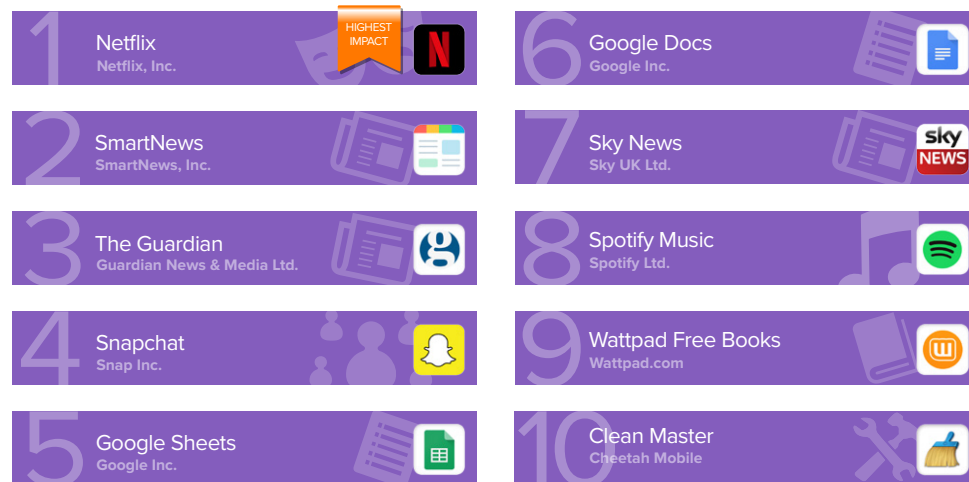 1
Netflix
Netflix, Inc.
HIGHEST
IMPACT
N
2
SmartNews
SmartNews, Inc.
3
The Guardian
Guardian News & Media Ltd.
g
4
Snapchat
Snap Inc.
5
Google Sheets
Google Inc.
6
Google Docs
Google Inc.
7
Sky News
Sky UK Ltd.
sky
NEWS
8
Spotify Music
Spotify Ltd.
9
Wattpad Free Books
Wattpad.com
w
10
Clean Master
Cheetah Mobile